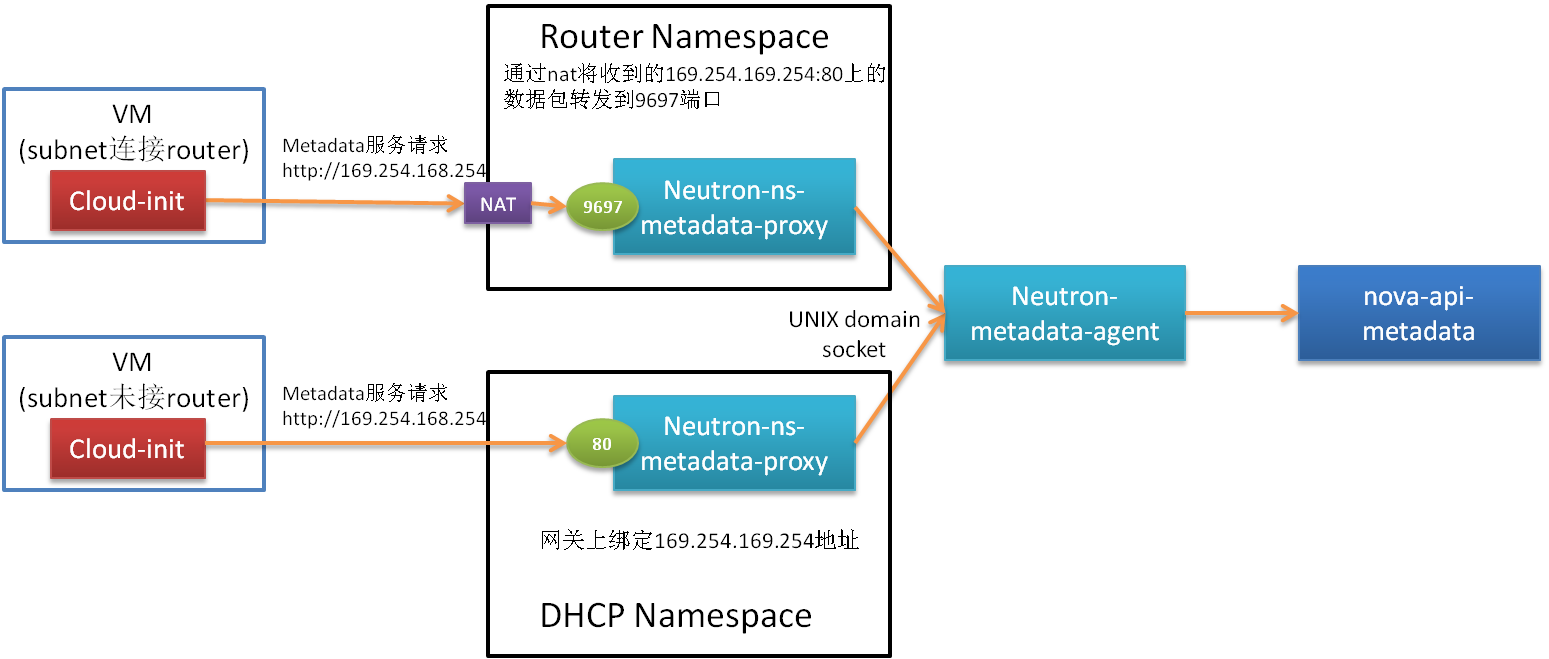 Router Namespace
通过nat将收到的169.254.169.254:80上的
数据包转发到9697端口
VM
(subnet连接router)
Cloud-init
Metadata服务请求
http://169.254.168.254
NAT
9697
Neutron-ns-
metadata-proxy
Neutron-
metadata-agent
nova-api-
metadata
UNIX domain
socket
VM
(subnet未接router)
Cloud-init
Metadata服务请求
http://169.254.168.254
80
Neutron-ns-
metadata-proxy
网关上绑定169.254.169.254地址
DHCP Namespace